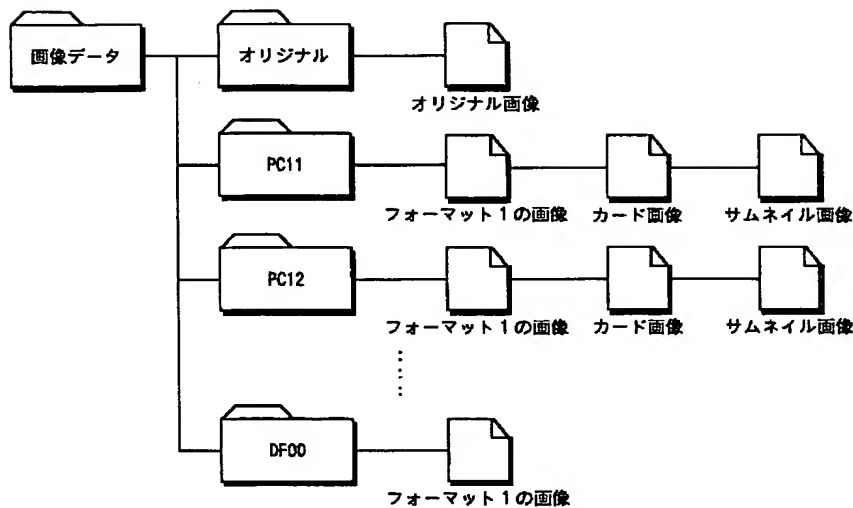 画像データ
オリジナル
オリジナル画像
PC11
フォーマット1の画像
カード画像
サムネイル画像
PC12
フォーマット1の画像
カード画像
サムネイル画像
DF00
フォーマット1の画像